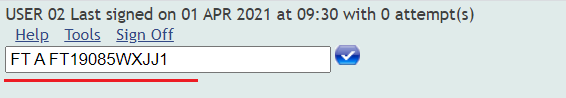 USER 02 Last signed on 01 APR 2021 at 09:30 with 0 attempt(s)
Help Tools Sign Off
FT A FT19085WXJJ1